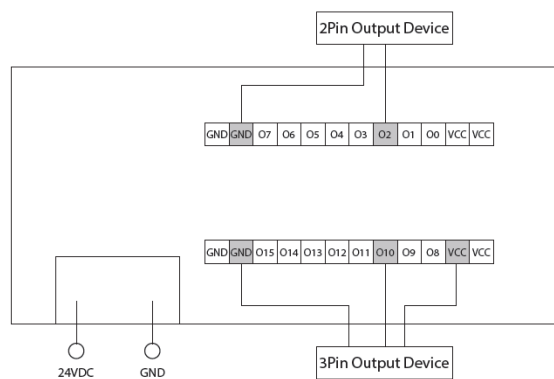 2Pin Output Device
GND GND O7 O6 O5 O4 O3 O2 O1 O0 VCC VCC
GND GND O15 O14 O13 O12 O11 O10 O9 O8 VCC VCC
24VDC GND
3Pin Output Device